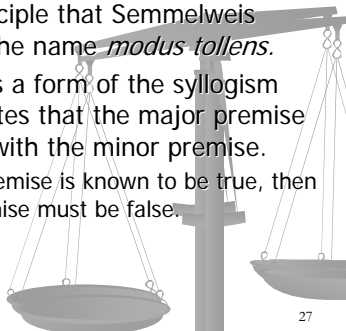 ciple that Semmelweis
he name modus tollens.
s a form of the syllogism
tes that the major premise
with the minor premise.
emise is known to be true, then
nise must be false.
27